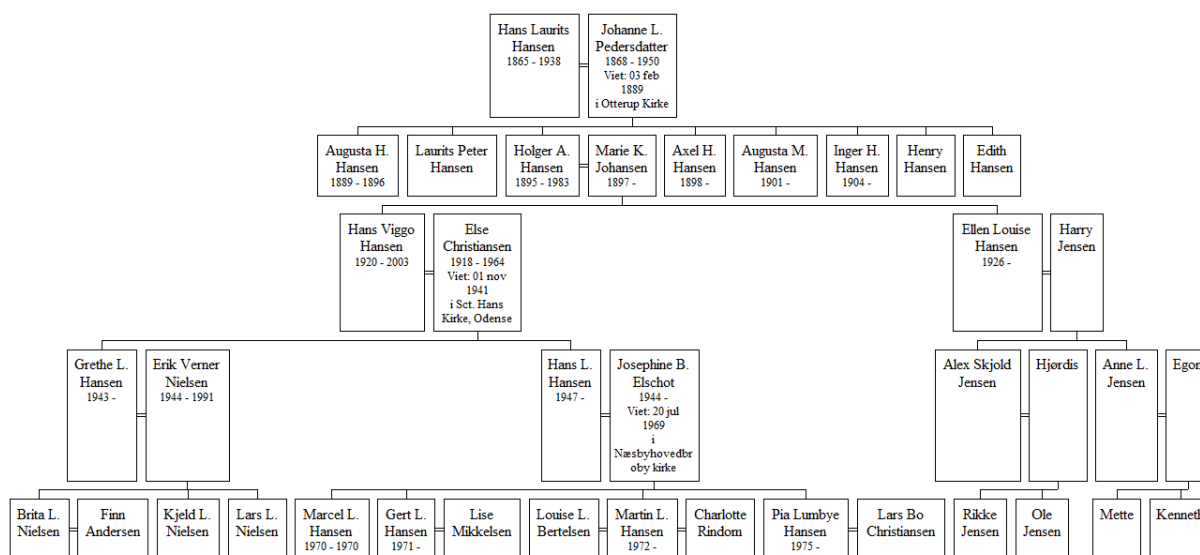 Hans Laurits
Hansen
1865 - 1938
Johanne L.
Pedersdatter
1868 - 1950
Viet: 03 feb
1889
i Otterup Kirke
Augusta H.
Hansen
1889 - 1896
Laurits Peter
Hansen
Holger A.
Hansen
1895 - 1983
Marie K.
Johansen
1897 -
Axel H.
Hansen
1898 -
Augusta M.
Hansen
1901 -
Inger H.
Hansen
1904 -
Henry
Hansen
Edith
Hansen
Hans Viggo
Hansen
1920 - 2003
Else
Christiansen
1918 - 1964
Viet: 01 nov
1941
i Sct. Hans
Kirke, Odense
Ellen Louise
Hansen
1926 -
Harry
Jensen
Grethe L.
Hansen
1943 -
Erik Verner
Nielsen
1944 - 1991
Hans L.
Hansen
1947 -
Josephine B.
Elschot
1944 -
Viet: 20 jul
1969
i
Næsbyhovedbr
oby kirke
Alex Skjold
Jensen
Hjørdis
Anne L.
Jensen
Egon
Brita L.
Nielsen
Finn
Andersen
Kjeld L.
Nielsen
Lars L.
Nielsen
Marcel L.
Hansen
1970 - 1970
Gert L.
Hansen
1971 -
Lise
Mikkelsen
Louise L.
Bertelsen
Martin L.
Hansen
1972 -
Charlotte
Rindom
Pia Lumbye
Hansen
1975 -
Lars Bo
Christiansen
Rikke
Jensen
Ole
Jensen
Mette
Kenneth